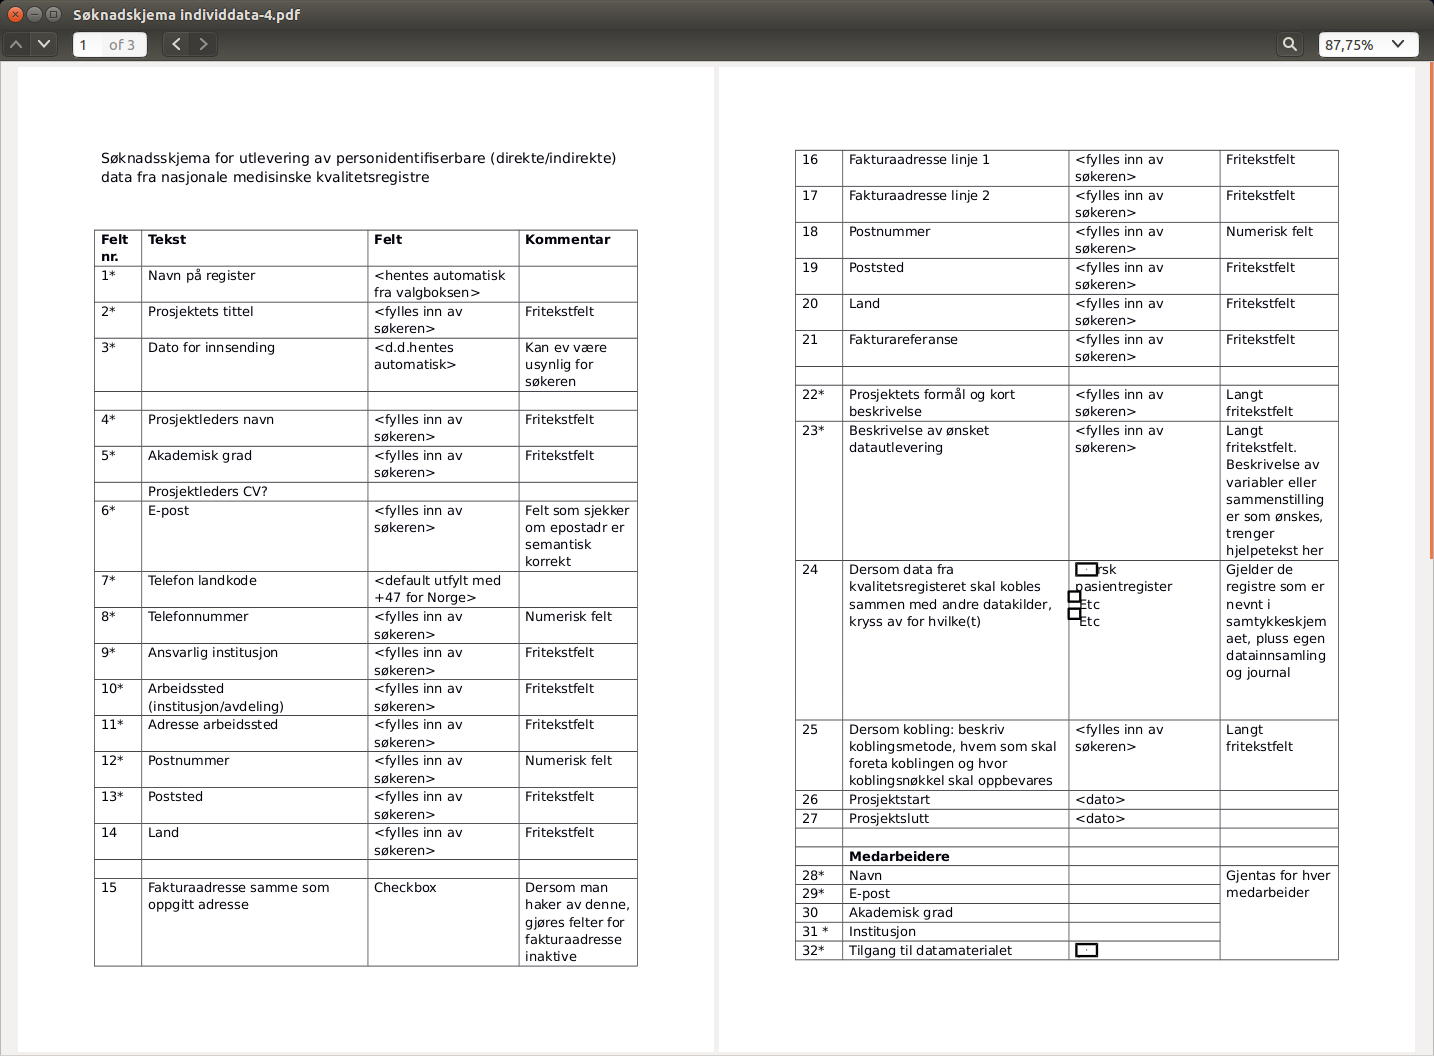 Søknadskjema individdata-4.pdf
1 of 3
87,75%
Søknadsskjema for utlevering av personidentifiserbare (direkte/indirekte)
data fra nasjonale medisinske kvalitetsregistre
Felt nr. Tekst Felt Kommentar
1* Navn på register <hentes automatisk
fra valgboksen>
2* Prosjektets tittel <fylles inn av Fritekstfelt
søkeren>
3* Dato for innsending <d.d.hentes Kan ev være
automatisk> usynlig for
søkeren
4* Prosjektleders navn <fylles inn av Fritekstfelt
søkeren>
5* Akademisk grad <fylles inn av Fritekstfelt
søkeren>
Prosjektleders CV?
6* E-post <fylles inn av Felt som sjekker
søkeren> om epostadr er
semantisk
korrekt
7* Telefon landkode <default utfylt med
+47 for Norge>
8* Telefonnummer <fylles inn av Numerisk felt
søkeren>
9* Ansvarlig institusjon <fylles inn av Fritekstfelt
søkeren>
10* Arbeidssted <fylles inn av Fritekstfelt
(institusjon/avdeling) søkeren>
11* Adresse arbeidssted <fylles inn av Fritekstfelt
søkeren>
12* Postnummer <fylles inn av Numerisk felt
søkeren>
13* Poststed <fylles inn av Fritekstfelt
søkeren>
14 Land <fylles inn av Fritekstfelt
søkeren>
15 Fakturaadresse samme som Checkbox Dersom man
oppgitt adresse haker av denne,
gjøres felter for
fakturaadresse
inaktive
16 Fakturaadresse linje 1 <fylles inn av Fritekstfelt
søkeren>
17 Fakturaadresse linje 2 <fylles inn av Fritekstfelt
søkeren>
18 Postnummer <fylles inn av Numerisk felt
søkeren>
19 Poststed <fylles inn av Fritekstfelt
søkeren>
20 Land <fylles inn av Fritekstfelt
søkeren>
21 Fakturareferanse <fylles inn av Fritekstfelt
søkeren>
22* Prosjektets formål og kort <fylles inn av Langt
beskrivelse søkeren> fritekstfelt
23* Beskrivelse av ønsket <fylles inn av Langt
datautlevering søkeren> fritekstfelt.
Beskrivelse av
variabler eller
sammenstilling
er som ønskes,
trenger
hjelpetekst her
24 Dersom data fra rsk Gjelder de
kvalitetsregisteret skal kobles pasientregister registre som er
sammen med andre datakilder, Etc nevnt i
kryss av for hvilke(t) Etc samtykkeskjem
aet, pluss egen
datainnsamling
og journal
25 Dersom kobling: beskriv <fylles inn av Langt
koblingsmetode, hvem som skal søkeren> fritekstfelt
foreta koblingen og hvor
koblingsnøkkel skal oppbevares
26 Prosjektstart <dato>
27 Prosjektslutt <dato>
Medarbeidere
28* Navn Gjentas for hver
29* E-post medarbeider
30 Akademisk grad
31 * Institusjon
32* Tilgang til datamaterialet